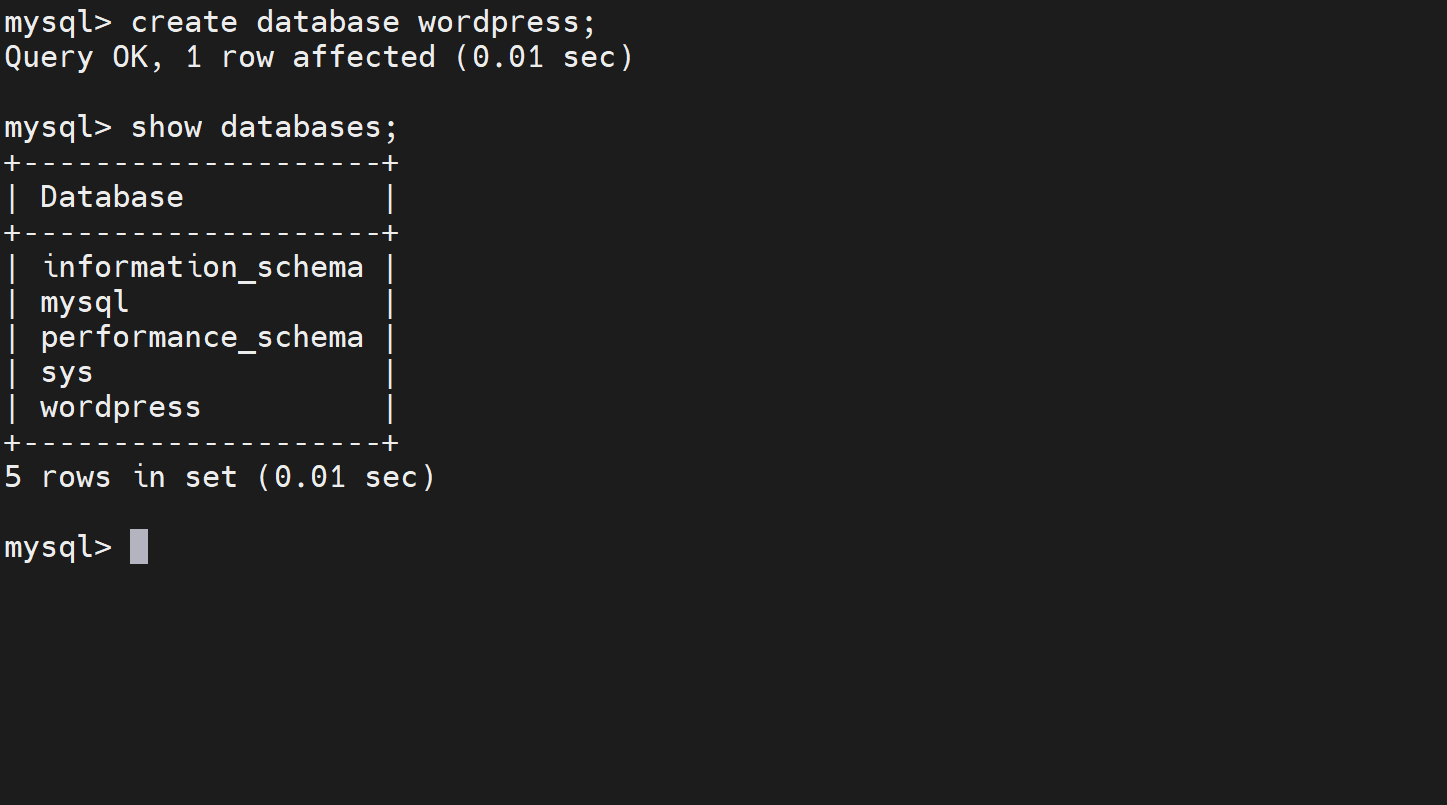 mysql> create database wordpress;
Query OK, 1 row affected (0.01 sec)
mysql> show databases;
+--------------------+
| Database           |
+--------------------+
| information_schema |
| mysql              |
| performance_schema |
| sys                |
| wordpress          |
+--------------------+
5 rows in set (0.01 sec)
mysql>